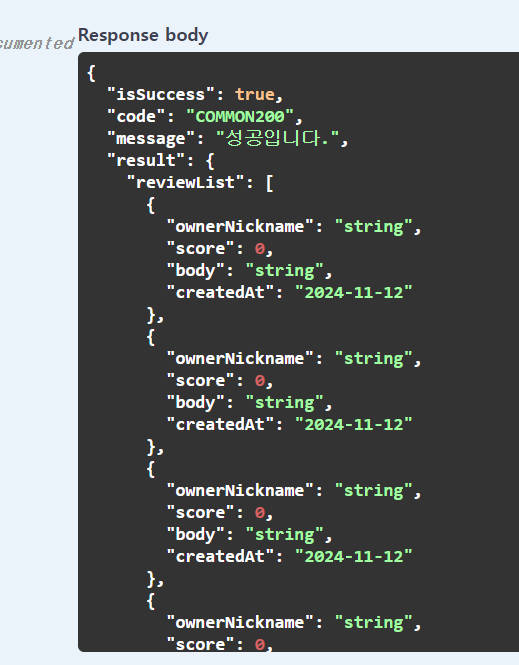 Response body
umented
{
"isSuccess": true,
"code": "COMMON200",
"message": "성공입니다.",
"result": {
"reviewList": [
{
"ownerNickname": "string",
"score": 0,
"body": "string",
"createdAt": "2024-11-12"
},
{
"ownerNickname": "string",
"score": 0,
"body": "string",
"createdAt": "2024-11-12"
},
{
"ownerNickname": "string",
"score": 0,
"body": "string",
"createdAt": "2024-11-12"
},
{
"ownerNickname": "string",
"score": 0,